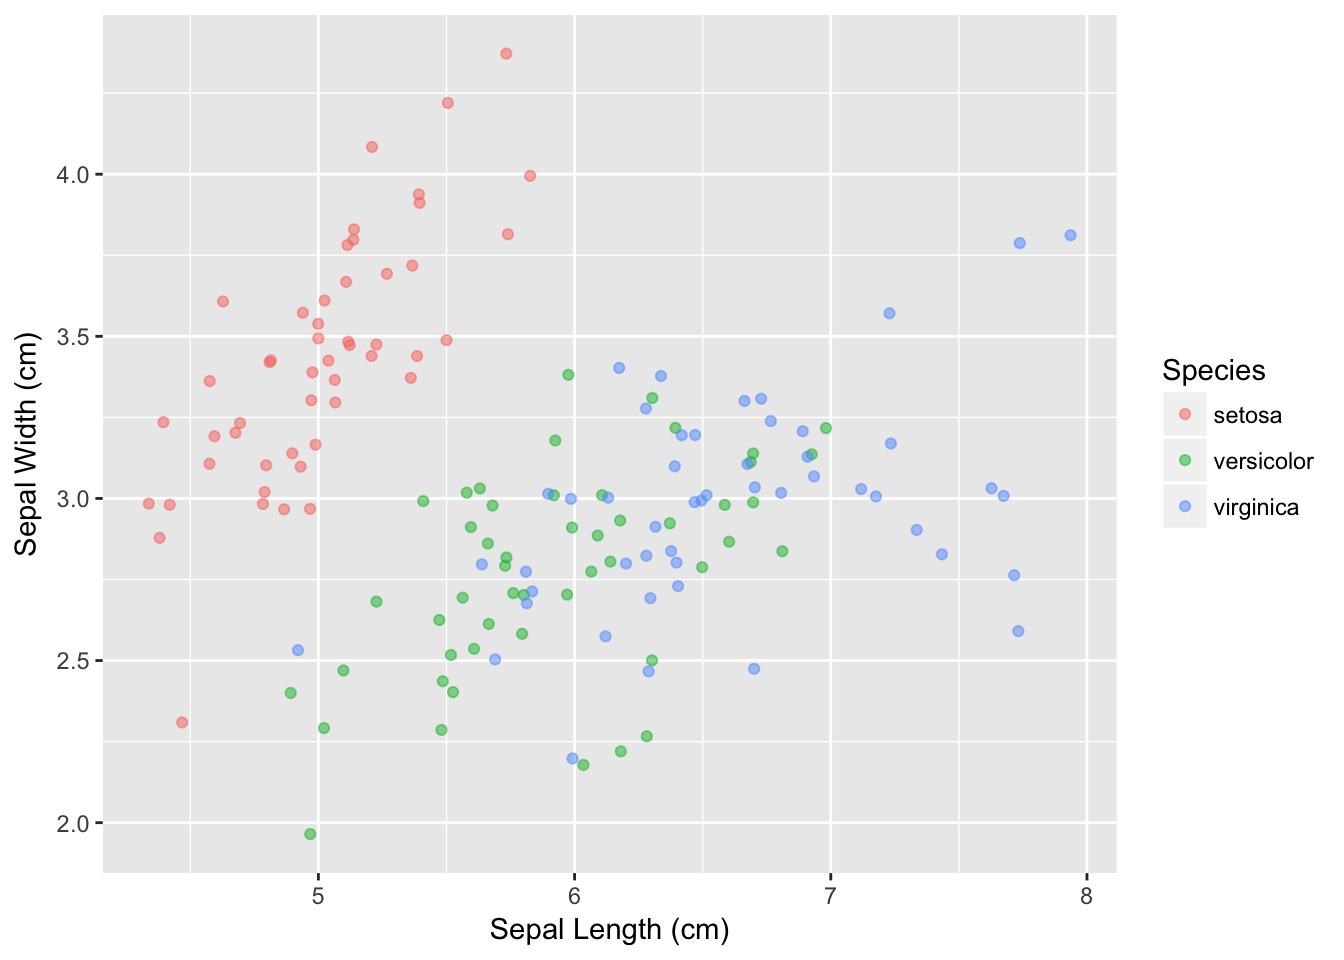 Sepal Width (cm)
4.0
3.5
3.0
2.5
2.0
5 6 7 8
Sepal Length (cm)
Species
setosa
versicolor
virginica